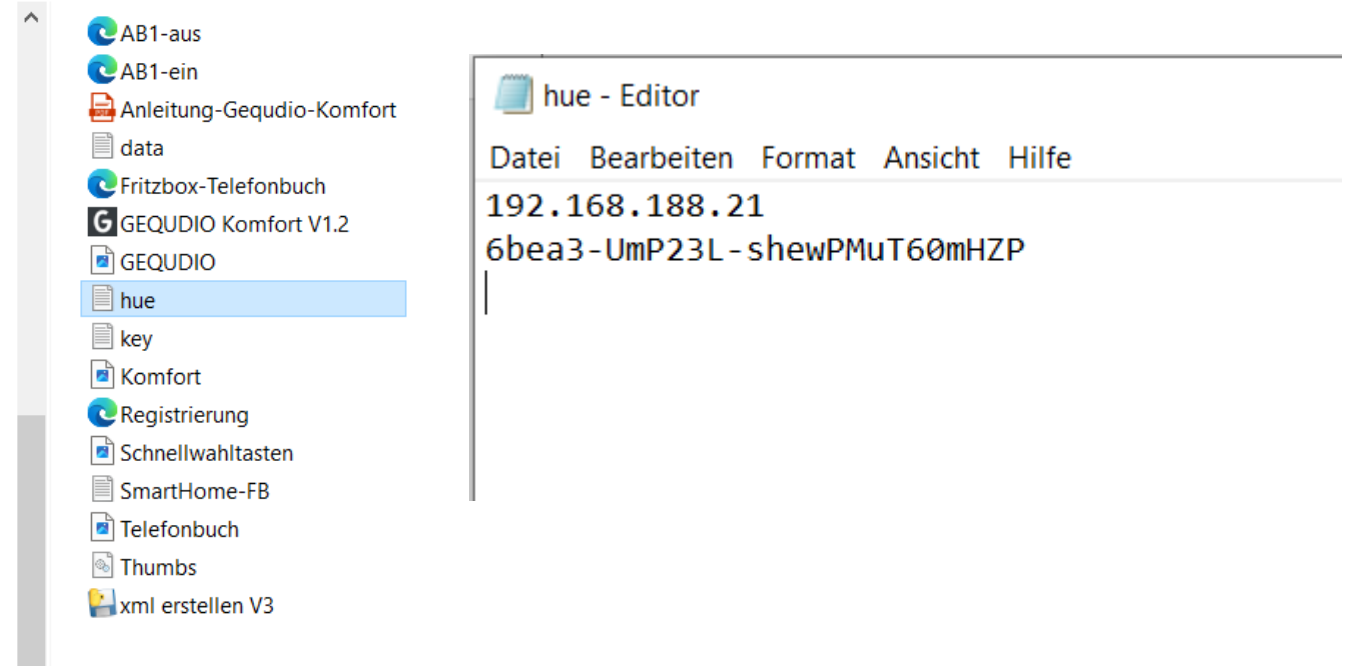 AB1-aus
AB1-ein
Anleitung-Gequdio-Komfort
data
Fritzbox-Telefonbuch
GEQUDIO Komfort V1.2
GEQUDIO
hue
key
Komfort
Registrierung
Schnellwahltasten
SmartHome-FB
Telefonbuch
Thumbs
xml erstellen V3
hue - Editor
Datei Bearbeiten Format Ansicht Hilfe
192.168.188.21
6bea3-UmP23L-shewPMuT60mHZP